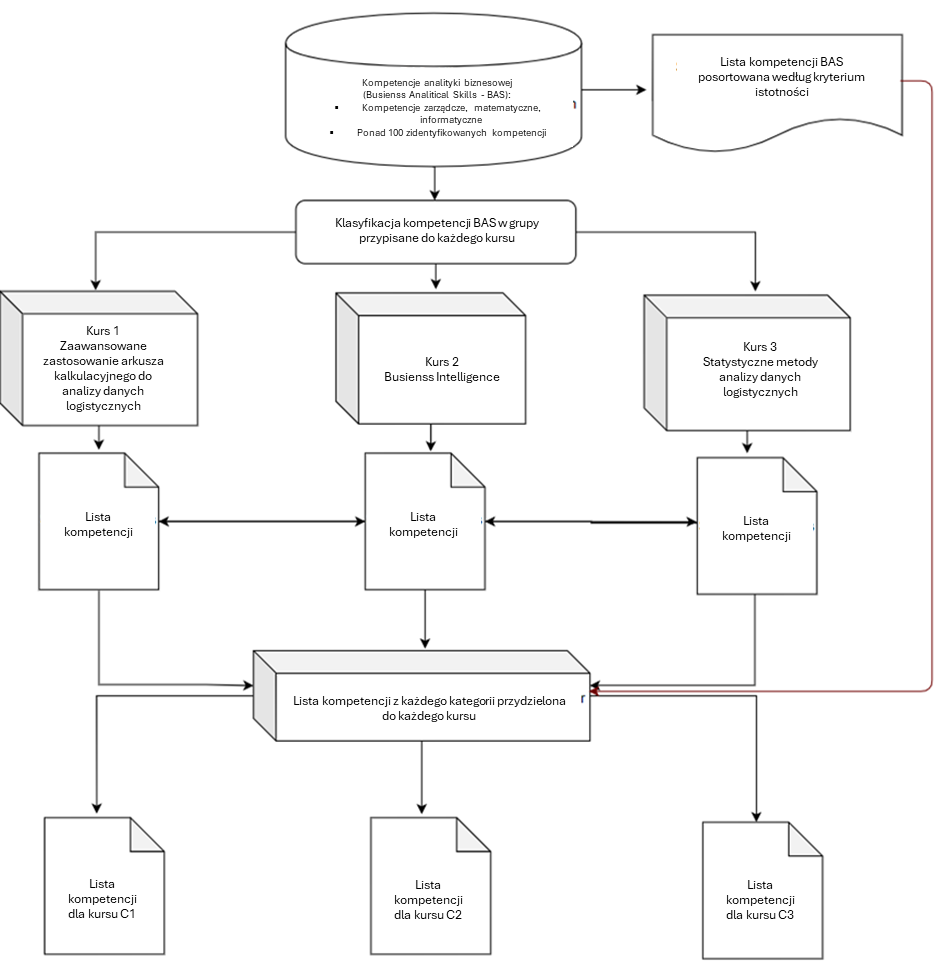 Kompetencje analityki biznesowej
(Busienss Analitical Skills - BAS):
▪ Kompetencje zarządcze, matematyczne,
informatyczne
▪ Ponad 100 zidentyfikowanych kompetencji
Lista kompetencji BAS
posortowana według kryterium
istotności
Klasyfikacja kompetencji BAS w grupy
przypisane do każdego kursu
Kurs 1
Zaawansowane
zastosowanie arkusza
kalkulacyjnego do
analizy danych
logistycznych
Kurs 2
Busienss Intelligence
Kurs 3
Statystyczne metody
analizy danych
logistycznych
Lista
kompetencji
Lista
kompetencji
Lista
kompetencji
Lista kompetencji z każdego kategorii przydzielona
do każdego kursu
Lista
kompetencji
dla kursu C1
Lista
kompetencji
dla kursu C2
Lista
kompetencji
dla kursu C3